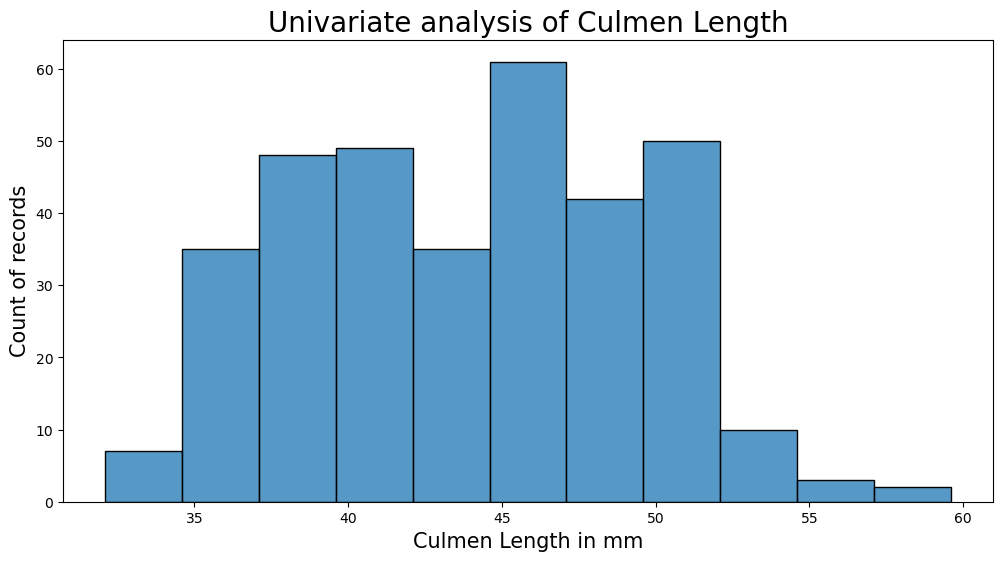 Univariate analysis of Culmen Length
60
50
40
30
20
10
0
Count of records
35 40 45 50 55 60
Culmen Length in mm